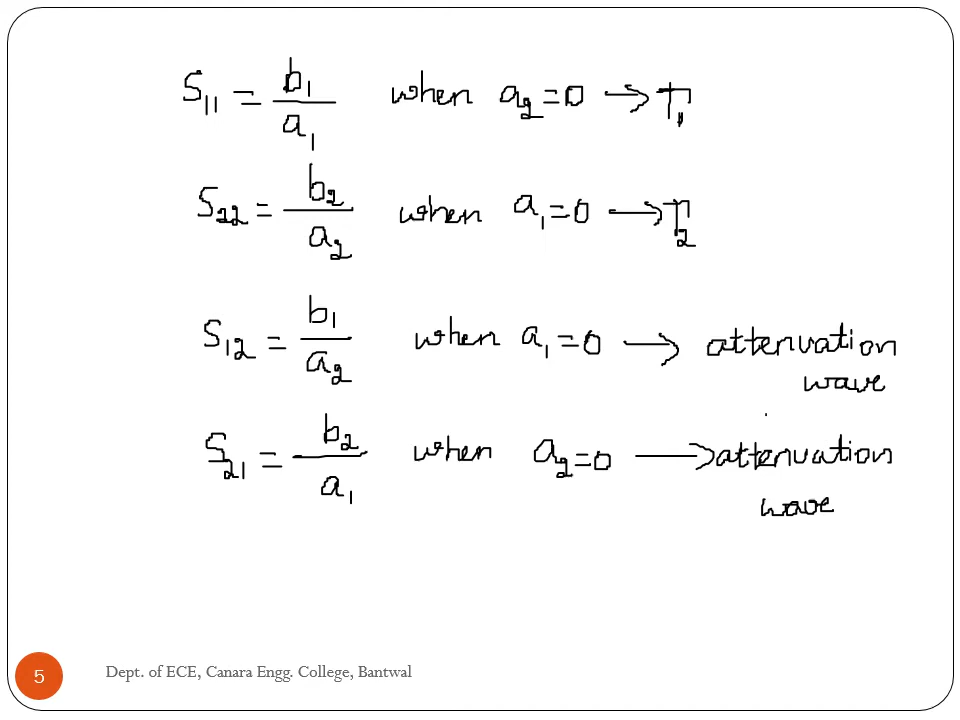 S₁₁ = b₁/a₁ when a₂=0 → Γ₁
S₂₂ = b₂/a₂ when a₁=0 → Γ₂
S₁₂ = b₁/a₂ when a₁=0 → attenuation
wave
S₂₁ = b₂/a₁ when a₂=0 → attenuation
wave
5 Dept. of ECE, Canara Engg. College, Bantwal